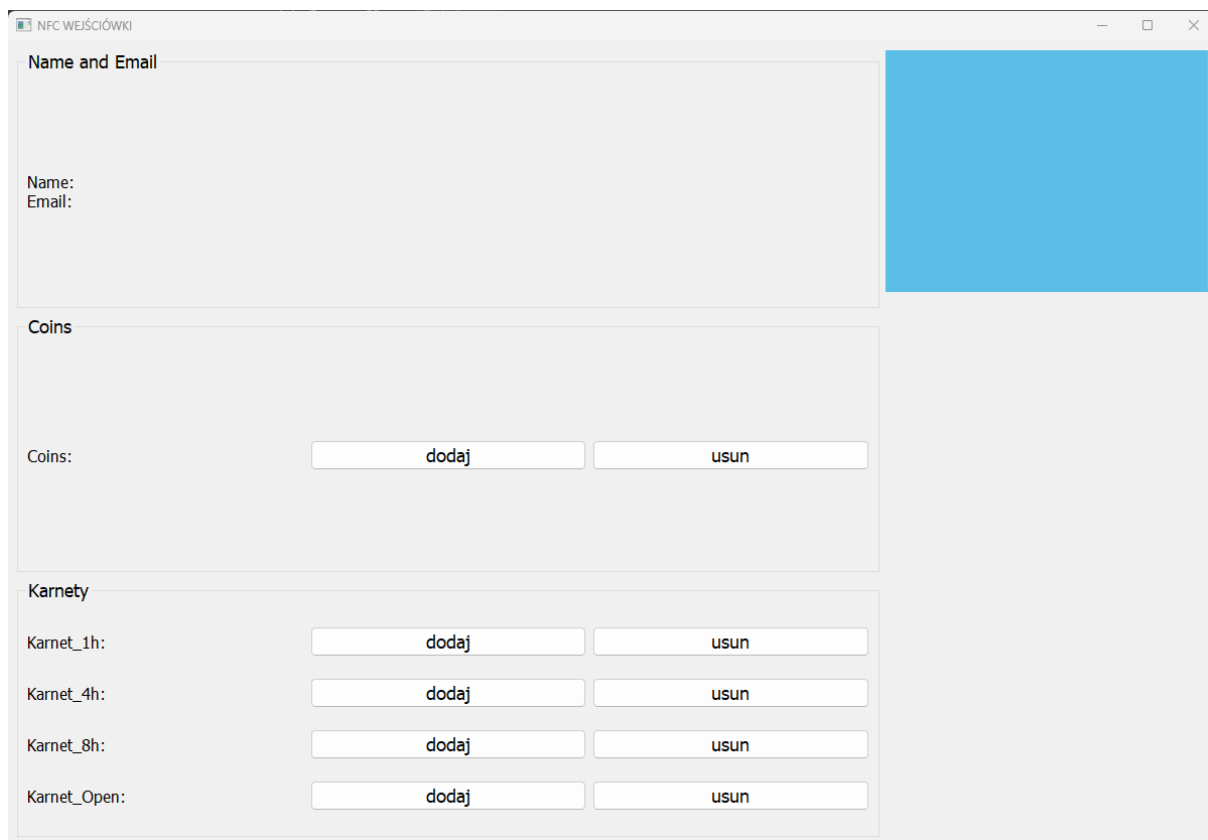 NFC WEJŚCIÓWKI
Name and Email
Name:
Email:
Coins
Coins: dodaj usun
Karnety
Karnet_1h: dodaj usun
Karnet_4h: dodaj usun
Karnet_8h: dodaj usun
Karnet_Open: dodaj usun